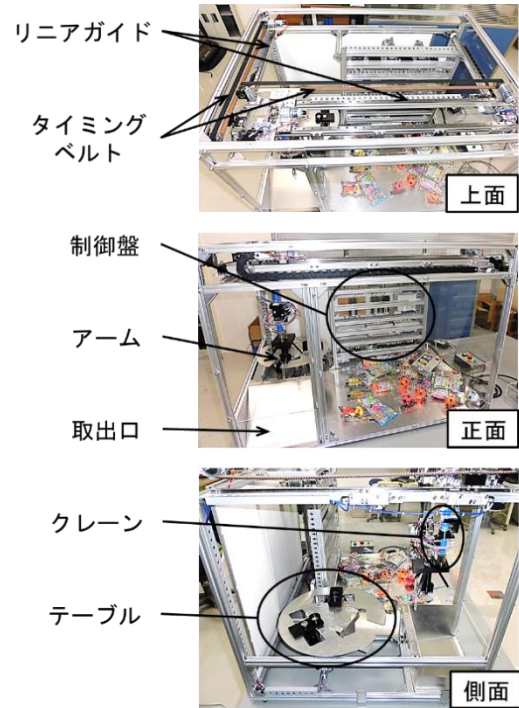 リニアガイド
タイミング
ベルト
上面
制御盤
アーム
取出口
正面
クレーン
テーブル
側面